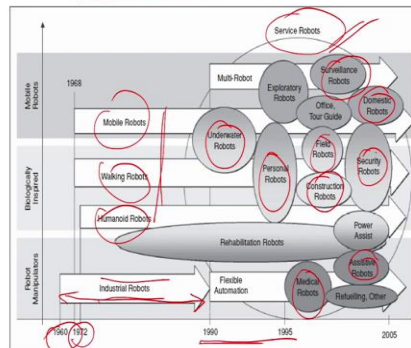 Service Robots
Mobile
Robots
Biologically
Inspired
Robot
Manipulators
1968
Multi-Robot
Surveillance
Robots
Exploratory
Robots
Office,
Tour Guide
Domestic
Robots
Mobile Robots
Underwater
Robots
Field
Robots
Walking Robots
Personal
Robots
Security
Robots
Construction
Robots
Humanoid Robots
Power
Assist
Rehabilitation Robots
Assistive
Robots
Industrial Robots
Flexible
Automation
Medical
Robots
Refuelling, Other
1960
1972
1990
1995
2005